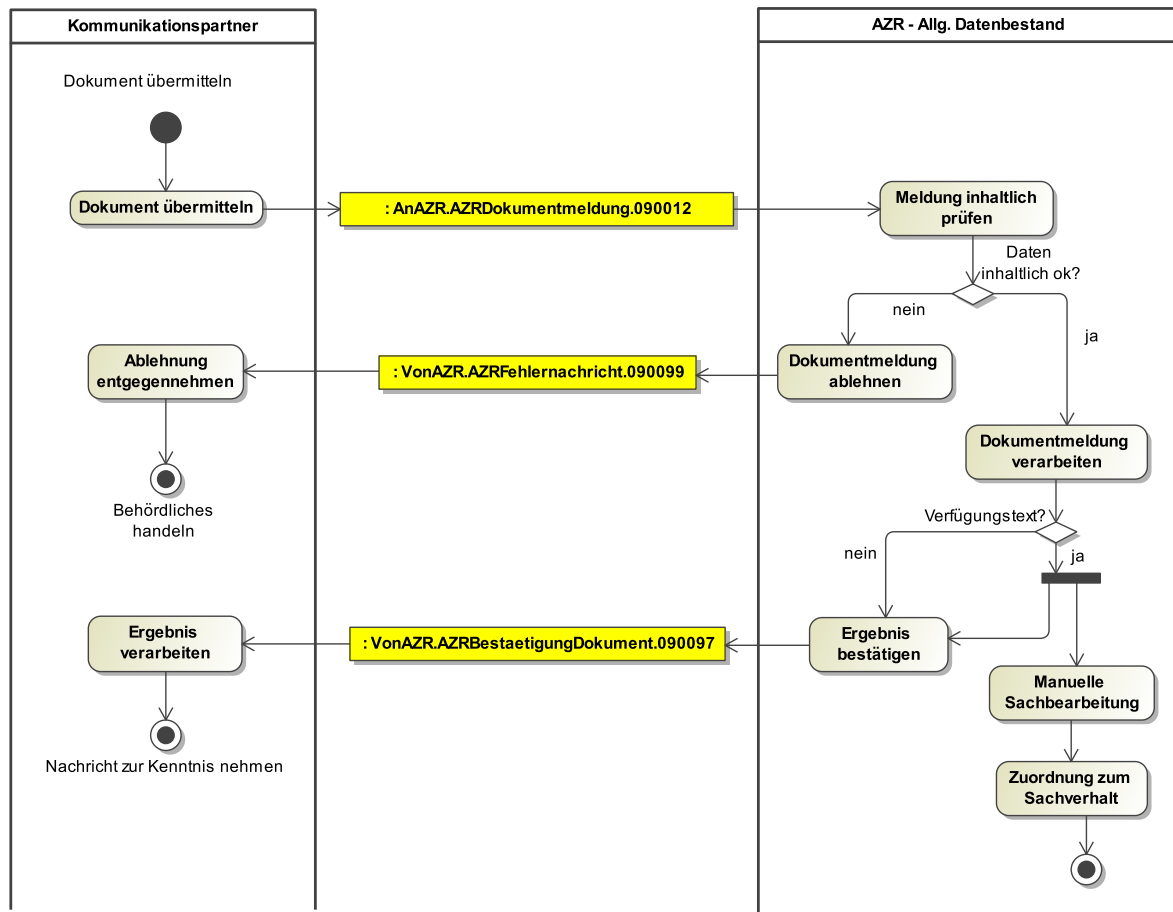 Kommunikationspartner
AZR - Allg. Datenbestand
Dokument übermitteln
Dokument übermitteln
: AnAZR.AZRDokumentmeldung.090012
Meldung inhaltlich
prüfen
Daten
inhaltlich ok?
nein
ja
Ablehnung
entgegennehmen
: VonAZR.AZRFehlernachricht.090099
Dokumentmeldung
ablehnen
Dokumentmeldung
verarbeiten
Behördliches
handeln
Verfügungstext?
nein
ja
Ergebnis
verarbeiten
: VonAZR.AZRBestaetigungDokument.090097
Ergebnis
bestätigen
Manuelle
Sachbearbeitung
Nachricht zur Kenntnis nehmen
Zuordnung zum
Sachverhalt